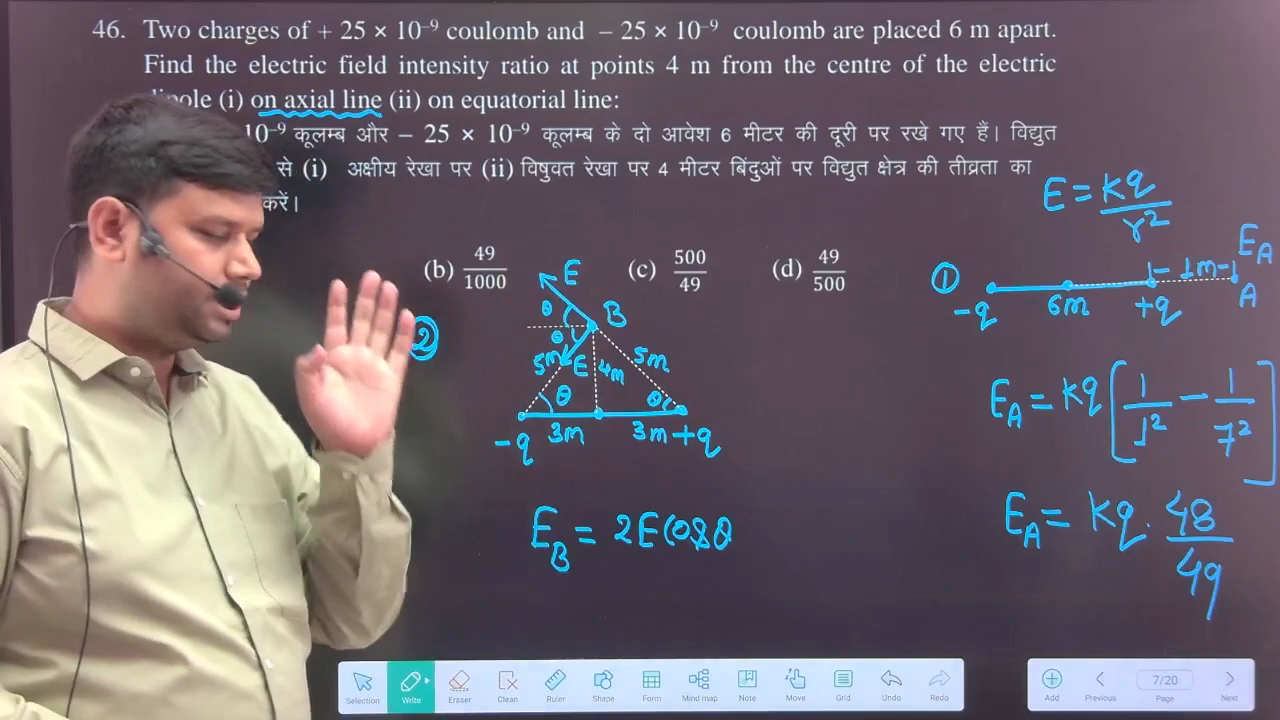 46. Two charges of + 25 × 10⁻⁹ coulomb and − 25 × 10⁻⁹ coulomb are placed 6 m apart.
Find the electric field intensity ratio at points 4 m from the centre of the electric
dipole (i) on axial line (ii) on equatorial line:
10⁻⁹ कूलम्ब और − 25 × 10⁻⁹ कूलम्ब के दो आवेश 6 मीटर की दूरी पर रखे गए हैं। विद्युत
से (i) अक्षीय रेखा पर (ii) विषुवत रेखा पर 4 मीटर बिंदुओं पर विद्युत क्षेत्र की तीव्रता का
करें।
E = kq/r²
(b) 49/1000 (c) 500/49 (d) 49/500
① -q 6m +q 1m A E_A
② E θ B θ E 5m 4m 5m θ θ
-q 3m 3m +q
E_A = kq [1/1² − 1/7²]
E_A = kq · 48/49
E_B = 2E Cosθ
Selection Write Eraser Clean Ruler Shape Form Mind map Note Move Grid Undo Redo
Add Previous 7/20 Page Next